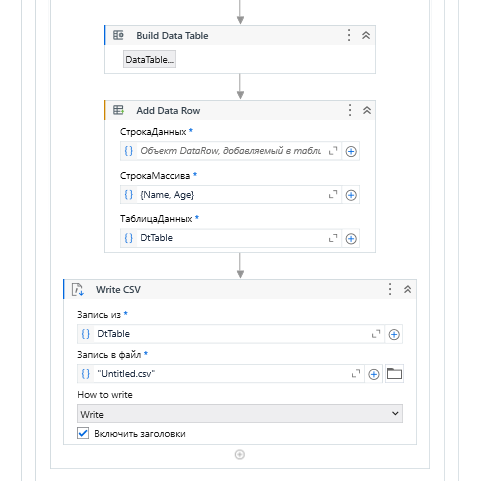 Build Data Table
DataTable...
Add Data Row
СтрокаДанных *
{} Объект DataRow, добавляемый в табли
СтрокаМассива *
{} {Name, Age}
ТаблицаДанных *
{} DtTable
Write CSV
Запись из *
{} DtTable
Запись в файл *
{} "Untitled.csv"
How to write
Write
Включить заголовки